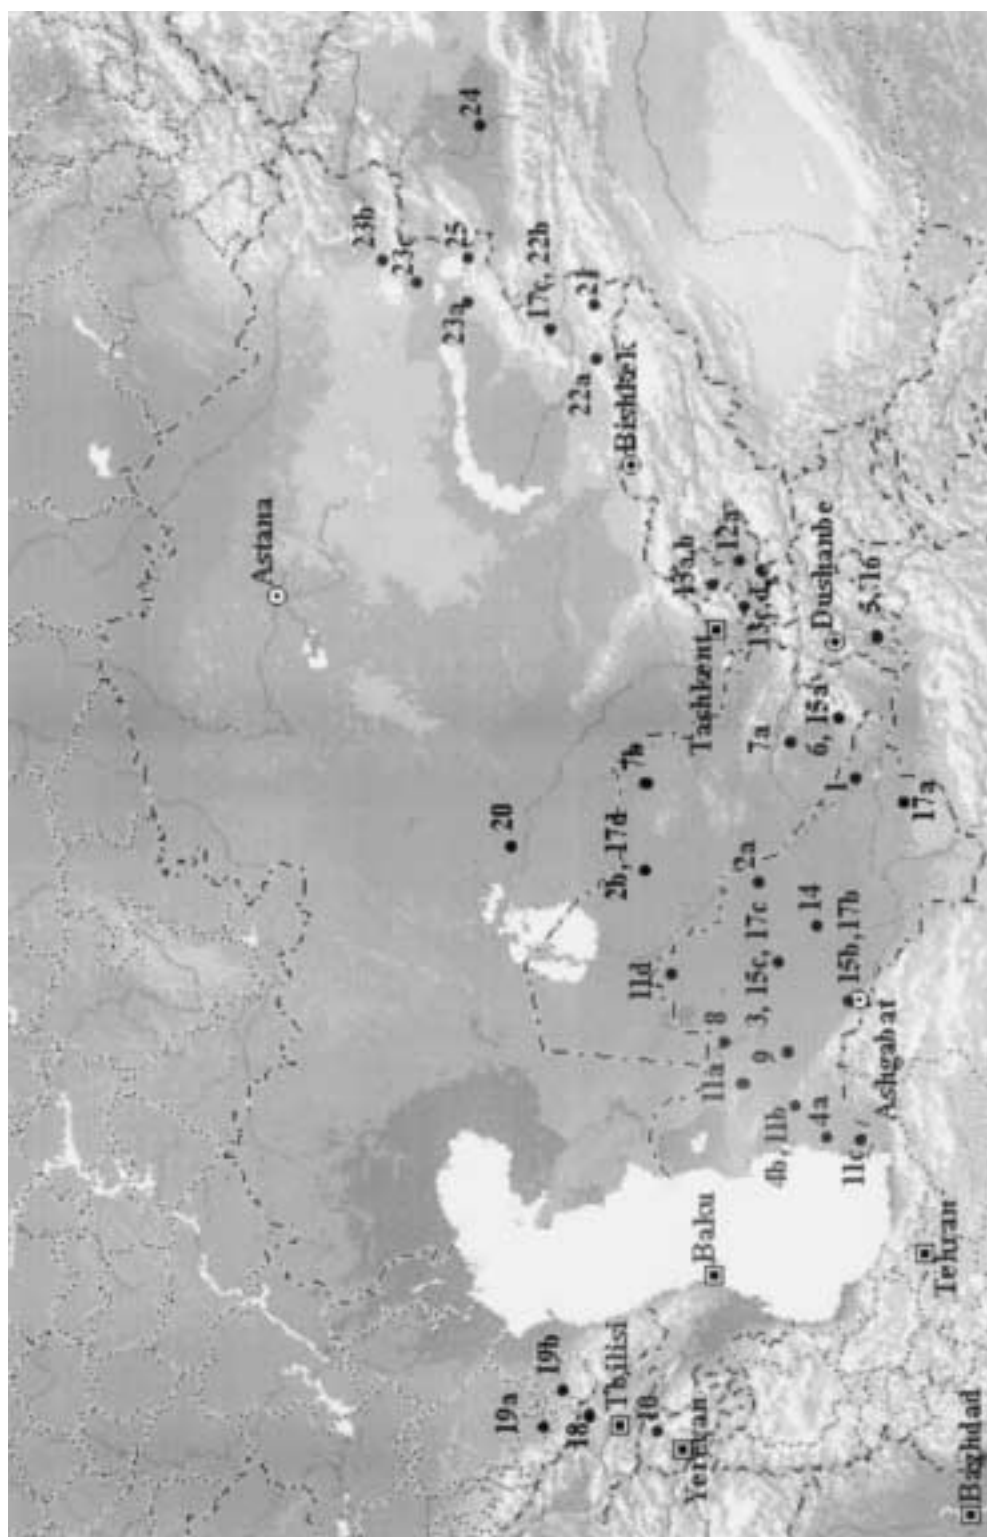 Astana
23b
23c
23a
25
24
20
19a
19b
17c, 22b
18
22a
21
Tbilisi
2b, 17d
Bishkek
7b
10
11d
13a,b
Yerevan
Baku
Tashkent
11a
8
12a
2a
3, 15c, 17c
13c,d
9
7a
4b, 11b
14
4a
6, 15a
Dushanbe
1
11c
15b, 17b
5, 16
Ashgabat
17a
Tehran
Baghdad